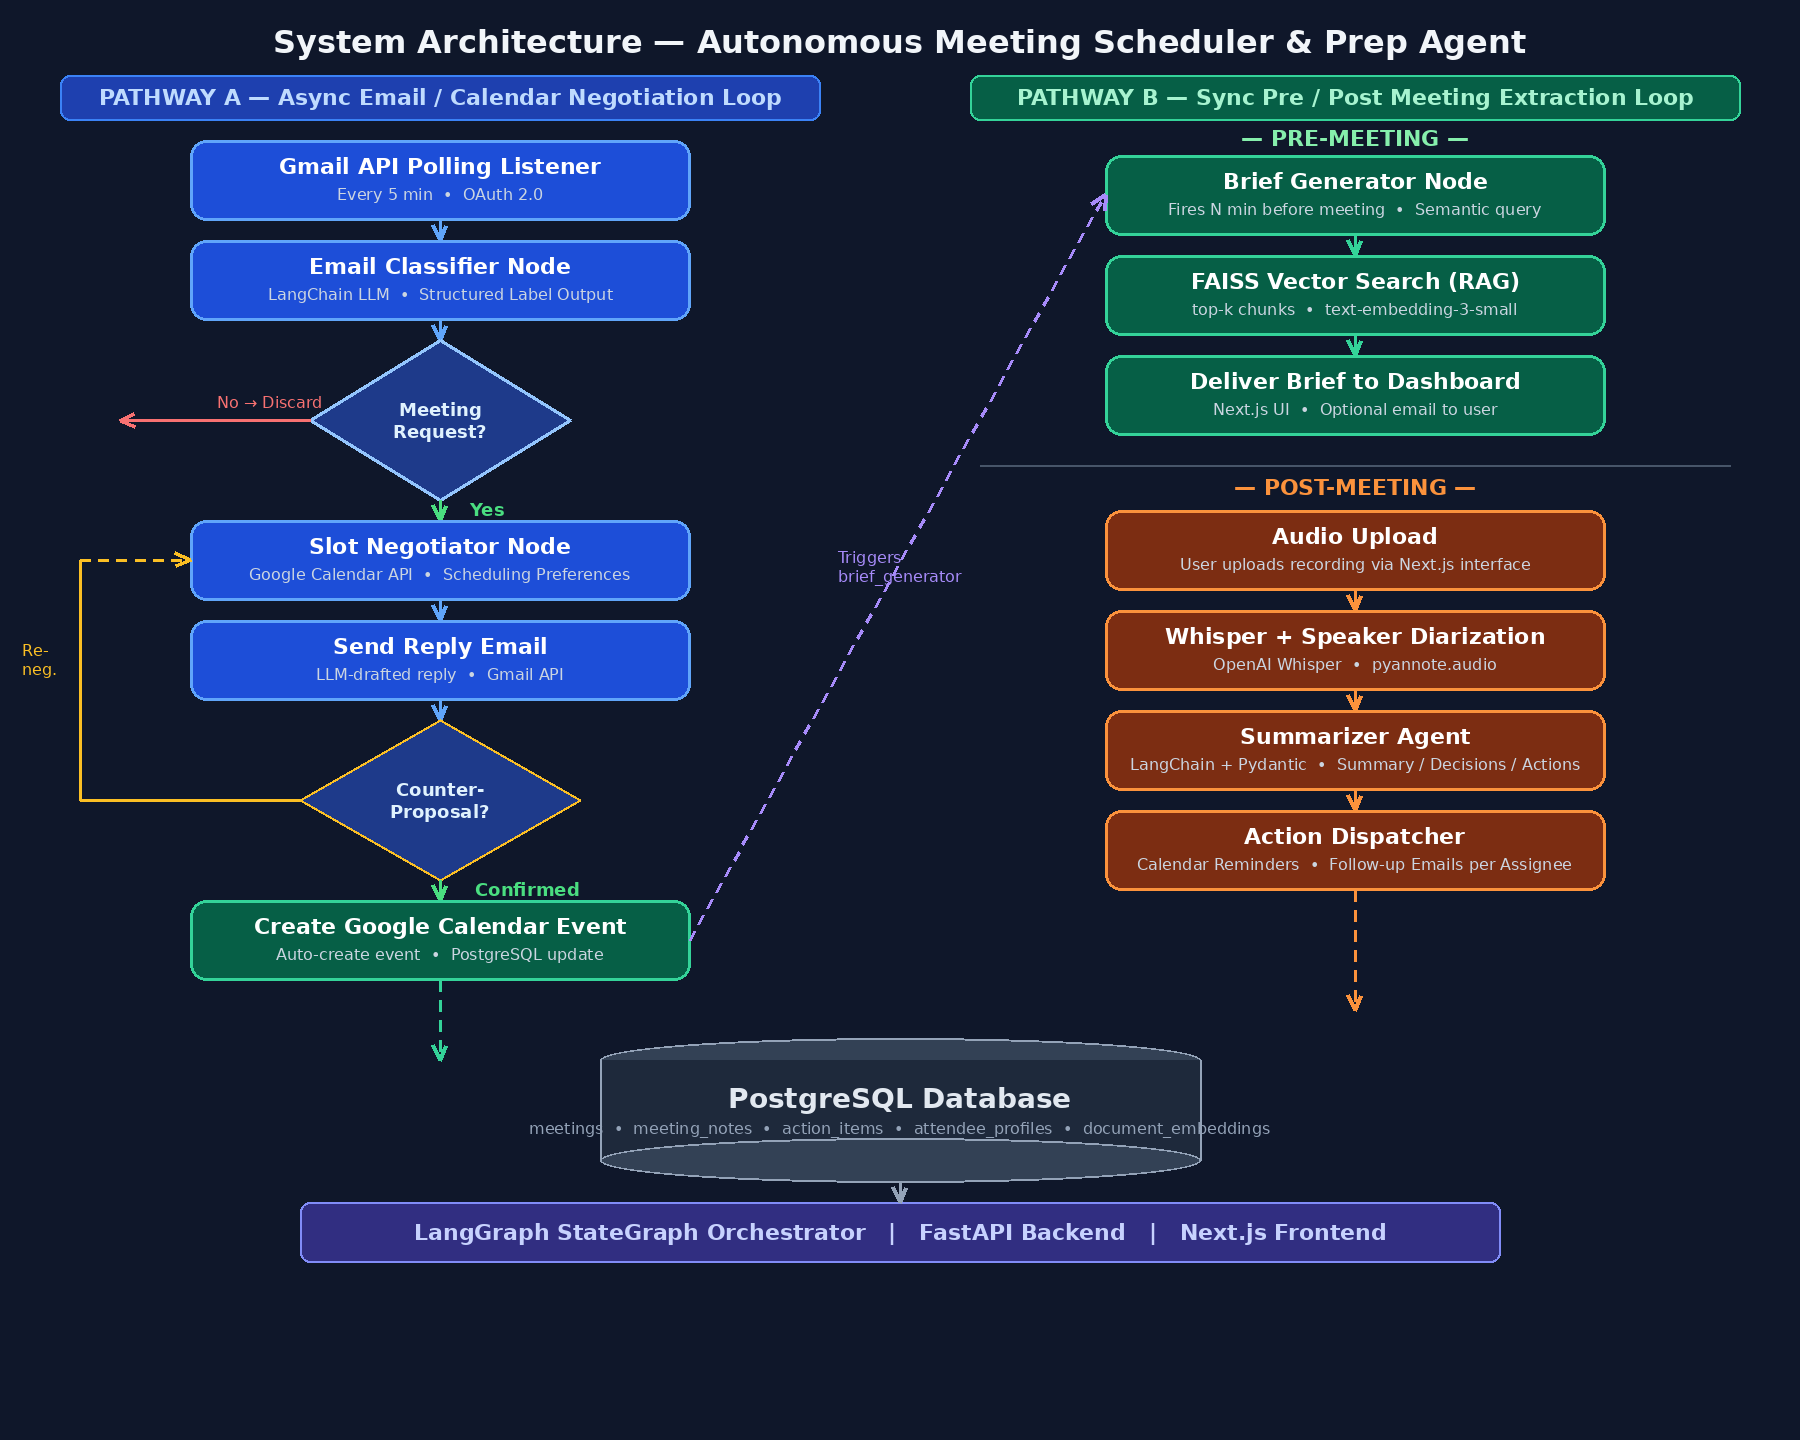 System Architecture — Autonomous Meeting Scheduler & Prep Agent
PATHWAY A — Async Email / Calendar Negotiation Loop
Gmail API Polling Listener
Every 5 min • OAuth 2.0
Email Classifier Node
LangChain LLM • Structured Label Output
Meeting
Request?
No → Discard
Yes
Slot Negotiator Node
Google Calendar API • Scheduling Preferences
Send Reply Email
LLM-drafted reply • Gmail API
Re-
neg.
Counter-
Proposal?
Confirmed
Create Google Calendar Event
Auto-create event • PostgreSQL update
Triggers
brief_generator
PATHWAY B — Sync Pre / Post Meeting Extraction Loop
— PRE-MEETING —
Brief Generator Node
Fires N min before meeting • Semantic query
FAISS Vector Search (RAG)
top-k chunks • text-embedding-3-small
Deliver Brief to Dashboard
Next.js UI • Optional email to user
— POST-MEETING —
Audio Upload
User uploads recording via Next.js interface
Whisper + Speaker Diarization
OpenAI Whisper • pyannote.audio
Summarizer Agent
LangChain + Pydantic • Summary / Decisions / Actions
Action Dispatcher
Calendar Reminders • Follow-up Emails per Assignee
PostgreSQL Database
meetings • meeting_notes • action_items • attendee_profiles • document_embeddings
LangGraph StateGraph Orchestrator | FastAPI Backend | Next.js Frontend